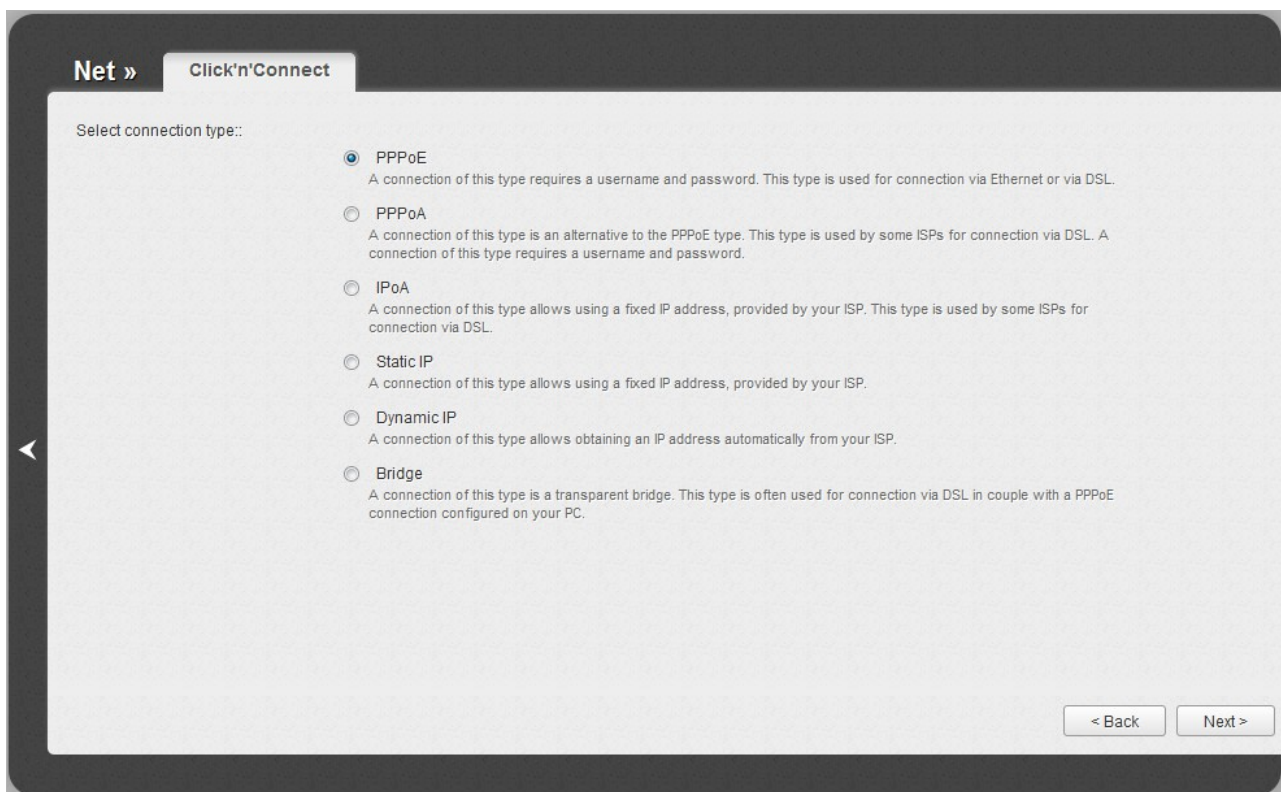 Net »
Click'n'Connect
Select connection type::
PPPoE
A connection of this type requires a username and password. This type is used for connection via Ethernet or via DSL.
PPPoA
A connection of this type is an alternative to the PPPoE type. This type is used by some ISPs for connection via DSL. A
connection of this type requires a username and password.
IPoA
A connection of this type allows using a fixed IP address, provided by your ISP. This type is used by some ISPs for
connection via DSL.
Static IP
A connection of this type allows using a fixed IP address, provided by your ISP.
Dynamic IP
A connection of this type allows obtaining an IP address automatically from your ISP.
Bridge
A connection of this type is a transparent bridge. This type is often used for connection via DSL in couple with a PPPoE
connection configured on your PC.
< Back
Next >